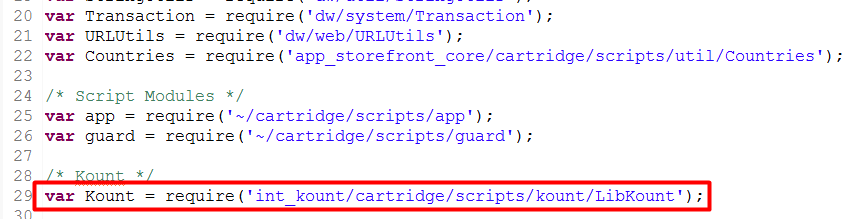 20 var Transaction = require('dw/system/Transaction');
21 var URLUtils = require('dw/web/URLUtils');
22 var Countries = require('app_storefront_core/cartridge/scripts/util/Countries');
23
24 /* Script Modules */
25 var app = require('~/cartridge/scripts/app');
26 var guard = require('~/cartridge/scripts/guard');
27
28 /* Kount */
29 var Kount = require('int_kount/cartridge/scripts/kount/LibKount');
30